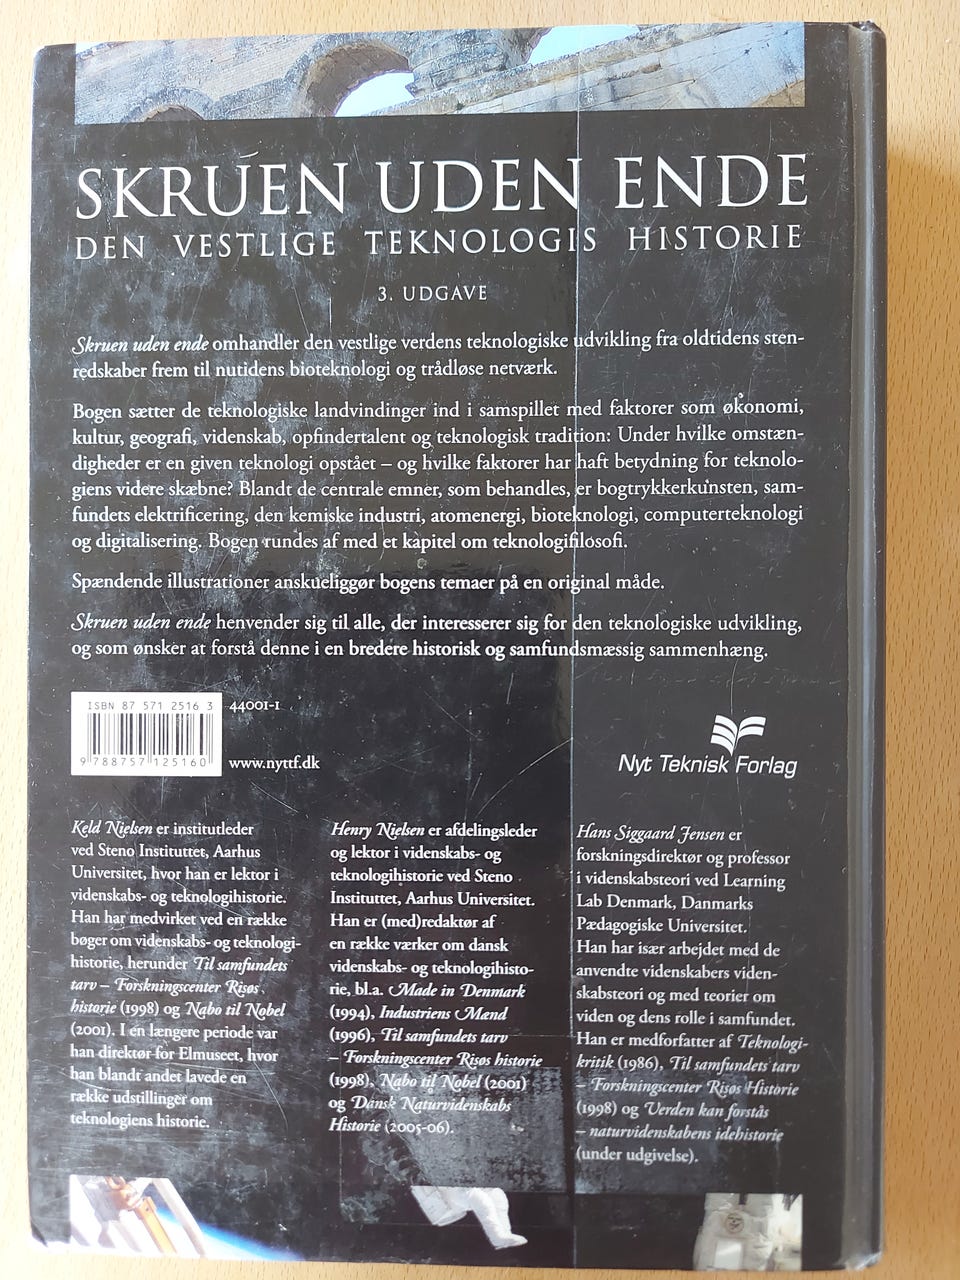 SKRUEN UDEN ENDE
DEN VESTLIGE TEKNOLOGIS HISTORIE
3. UDGAVE
Skruen uden ende omhandler den vestlige verdens teknologiske udvikling fra oldtidens sten-
redskaber frem til nutidens bioteknologi og trådløse netværk.
Bogen sætter de teknologiske landvindinger ind i samspillet med faktorer som økonomi,
kultur, geografi, videnskab, opfindertalent og teknologisk tradition: Under hvilke omstæn-
digheder er en given teknologi opstået – og hvilke faktorer har haft betydning for teknolo-
giens videre skæbne? Blandt de centrale emner, som behandles, er bogtrykkerkunsten, sam-
fundets elektrificering, den kemiske industri, atomenergi, bioteknologi, computerteknologi
og digitalisering. Bogen rundes af med et kapitel om teknologifilosofi.
Spændende illustrationer anskueliggør bogens temaer på en original måde.
Skruen uden ende henvender sig til alle, der interesserer sig for den teknologiske udvikling,
og som ønsker at forstå denne i en bredere historisk og samfundsmæssig sammenhæng.
ISBN 87 571 2516 3
44001-1
9 788757 125160
www.nyttf.dk
Nyt Teknisk Forlag
Keld Nielsen er institutleder
ved Steno Instituttet, Aarhus
Universitet, hvor han er lektor i
videnskabs- og teknologihistorie.
Han har medvirket ved en række
bøger om videnskabs- og teknologi-
historie, herunder Til samfundets
tarv – Forskningscenter Risøs
historie (1998) og Nabo til Nobel
(2001). I en længere periode var
han direktør for Elmuseet, hvor
han blandt andet lavede en
række udstillinger om
teknologiens historie.
Henry Nielsen er afdelingsleder
og lektor i videnskabs- og
teknologihistorie ved Steno
Instituttet, Aarhus Universitet.
Han er (med)redaktør af
en række værker om dansk
videnskabs- og teknologihisto-
rie, bl.a. Made in Denmark
(1994), Industriens Mænd
(1996), Til samfundets tarv
– Forskningscenter Risøs historie
(1998), Nabo til Nobel (2001)
og Dansk Naturvidenskabs
Historie (2005-06).
Hans Siggaard Jensen er
forskningsdirektør og professor
i videnskabsteori ved Learning
Lab Denmark, Danmarks
Pædagogiske Universitet.
Han har især arbejdet med de
anvendte videnskabers viden-
skabsteori og med teorier om
viden og dens rolle i samfundet.
Han er medforfatter af Teknologi-
kritik (1986), Til samfundets tarv
– Forskningscenter Risøs Historie
(1998) og Verden kan forstås
– naturvidenskabens idehistorie
(under udgivelse).